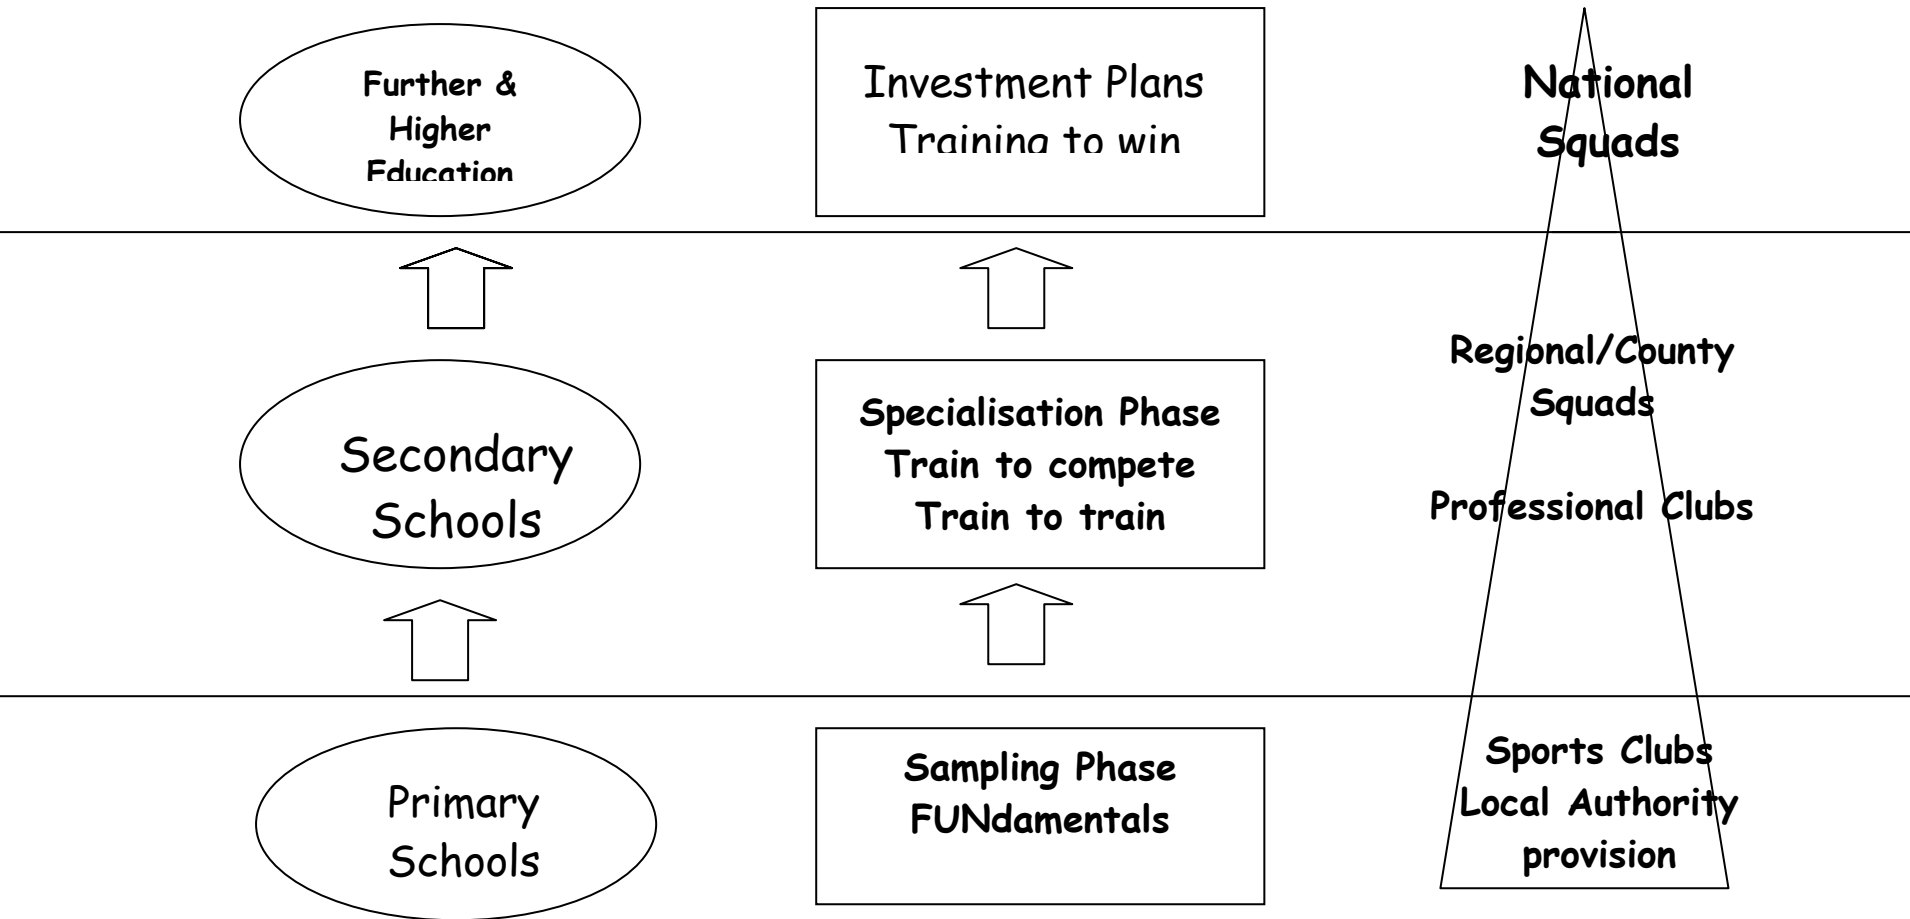 Further &
Higher
Education
Investment Plans
Training to win
National
Squads
Secondary
Schools
Specialisation Phase
Train to compete
Train to train
Regional/County
Squads
Professional Clubs
Primary
Schools
Sampling Phase
FUNdamentals
Sports Clubs
Local Authority
provision